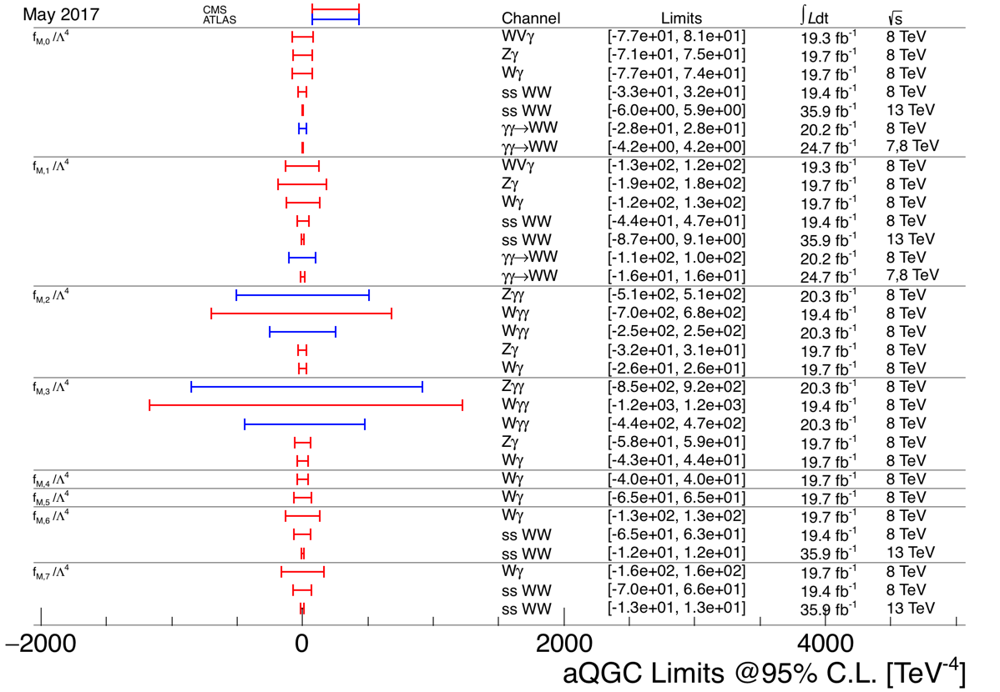 May 2017 CMS
ATLAS Channel Limits ∫Ldt √s
f_M,0 /Λ⁴ WVγ [-7.7e+01, 8.1e+01] 19.3 fb⁻¹ 8 TeV
Zγ [-7.1e+01, 7.5e+01] 19.7 fb⁻¹ 8 TeV
Wγ [-7.7e+01, 7.4e+01] 19.7 fb⁻¹ 8 TeV
ss WW [-3.3e+01, 3.2e+01] 19.4 fb⁻¹ 8 TeV
ss WW [-6.0e+00, 5.9e+00] 35.9 fb⁻¹ 13 TeV
γγ→WW [-2.8e+01, 2.8e+01] 20.2 fb⁻¹ 8 TeV
γγ→WW [-4.2e+00, 4.2e+00] 24.7 fb⁻¹ 7,8 TeV
f_M,1 /Λ⁴ WVγ [-1.3e+02, 1.2e+02] 19.3 fb⁻¹ 8 TeV
Zγ [-1.9e+02, 1.8e+02] 19.7 fb⁻¹ 8 TeV
Wγ [-1.2e+02, 1.3e+02] 19.7 fb⁻¹ 8 TeV
ss WW [-4.4e+01, 4.7e+01] 19.4 fb⁻¹ 8 TeV
ss WW [-8.7e+00, 9.1e+00] 35.9 fb⁻¹ 13 TeV
γγ→WW [-1.1e+02, 1.0e+02] 20.2 fb⁻¹ 8 TeV
γγ→WW [-1.6e+01, 1.6e+01] 24.7 fb⁻¹ 7,8 TeV
f_M,2 /Λ⁴ Zγγ [-5.1e+02, 5.1e+02] 20.3 fb⁻¹ 8 TeV
Wγγ [-7.0e+02, 6.8e+02] 19.4 fb⁻¹ 8 TeV
Wγγ [-2.5e+02, 2.5e+02] 20.3 fb⁻¹ 8 TeV
Zγ [-3.2e+01, 3.1e+01] 19.7 fb⁻¹ 8 TeV
Wγ [-2.6e+01, 2.6e+01] 19.7 fb⁻¹ 8 TeV
f_M,3 /Λ⁴ Zγγ [-8.5e+02, 9.2e+02] 20.3 fb⁻¹ 8 TeV
Wγγ [-1.2e+03, 1.2e+03] 19.4 fb⁻¹ 8 TeV
Wγγ [-4.4e+02, 4.7e+02] 20.3 fb⁻¹ 8 TeV
Zγ [-5.8e+01, 5.9e+01] 19.7 fb⁻¹ 8 TeV
Wγ [-4.3e+01, 4.4e+01] 19.7 fb⁻¹ 8 TeV
f_M,4 /Λ⁴ Wγ [-4.0e+01, 4.0e+01] 19.7 fb⁻¹ 8 TeV
f_M,5 /Λ⁴ Wγ [-6.5e+01, 6.5e+01] 19.7 fb⁻¹ 8 TeV
f_M,6 /Λ⁴ Wγ [-1.3e+02, 1.3e+02] 19.7 fb⁻¹ 8 TeV
ss WW [-6.5e+01, 6.3e+01] 19.4 fb⁻¹ 8 TeV
ss WW [-1.2e+01, 1.2e+01] 35.9 fb⁻¹ 13 TeV
f_M,7 /Λ⁴ Wγ [-1.6e+02, 1.6e+02] 19.7 fb⁻¹ 8 TeV
ss WW [-7.0e+01, 6.6e+01] 19.4 fb⁻¹ 8 TeV
ss WW [-1.3e+01, 1.3e+01] 35.9 fb⁻¹ 13 TeV
−2000 0 2000 4000
aQGC Limits @95% C.L. [TeV⁻⁴]